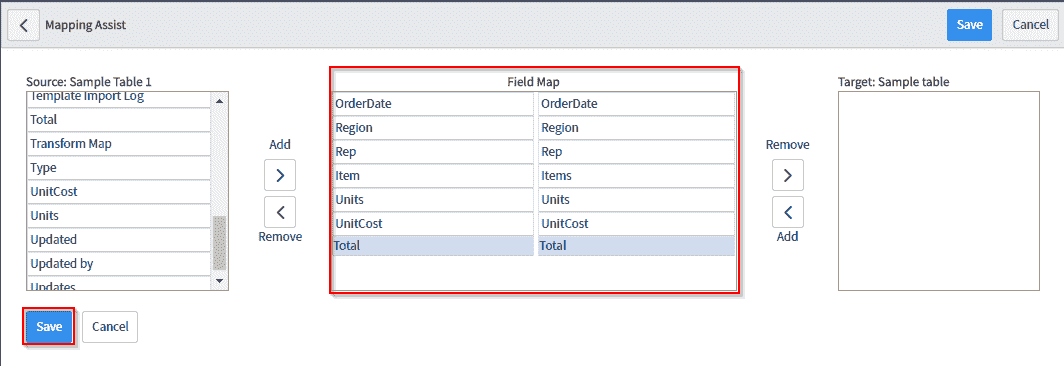 Mapping Assist
Save
Cancel
Source: Sample Table 1
Template Import Log
Total
Transform Map
Type
UnitCost
Units
Updated
Updated by
Updates
Add
Remove
Field Map
OrderDate OrderDate
Region Region
Rep Rep
Item Items
Units Units
UnitCost UnitCost
Total Total
Remove
Add
Target: Sample table
Save
Cancel